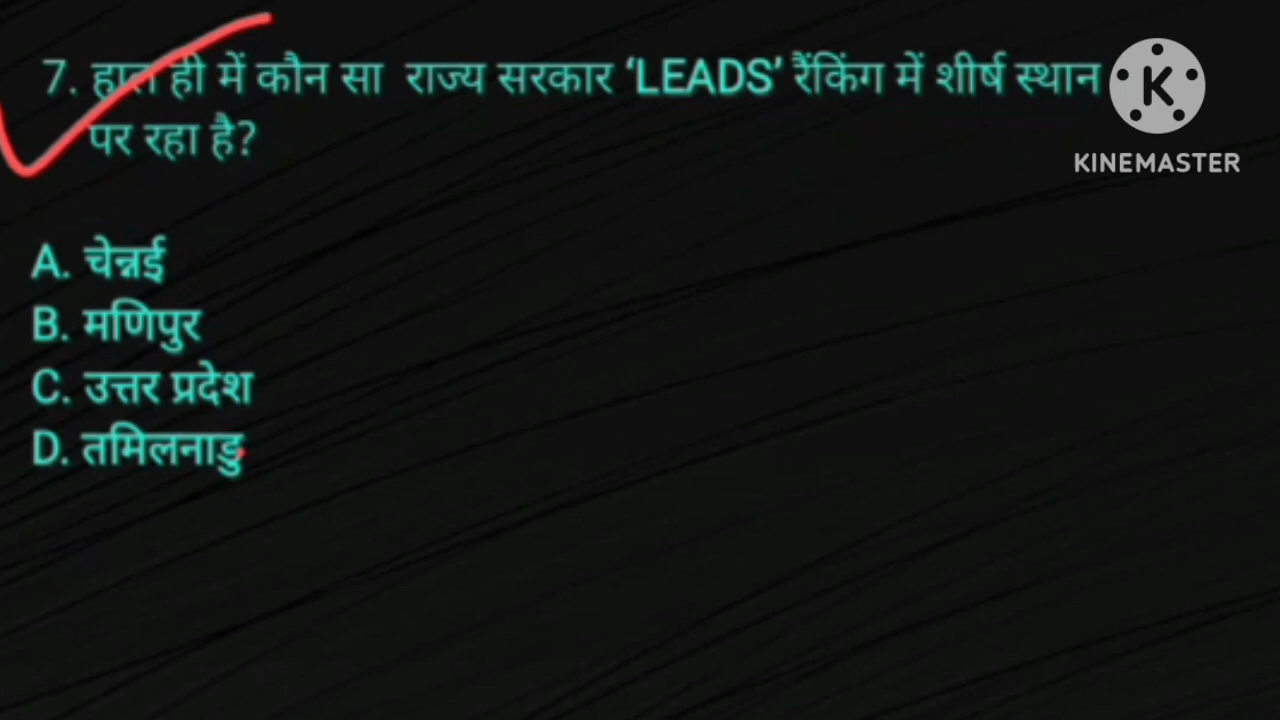 7. हाल ही में कौन सा राज्य सरकार ‘LEADS’ रैंकिंग में शीर्ष स्थान
पर रहा है?
K
KINEMASTER
A. चेन्नई
B. मणिपुर
C. उत्तर प्रदेश
D. तमिलनाडु